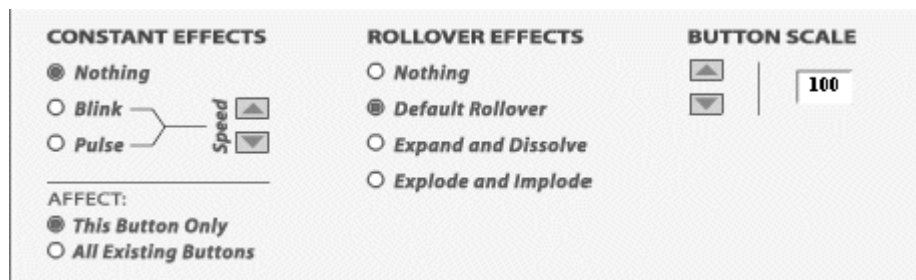 CONSTANT EFFECTS
Nothing
Blink
Pulse
Speed
AFFECT:
This Button Only
All Existing Buttons
ROLLOVER EFFECTS
Nothing
Default Rollover
Expand and Dissolve
Explode and Implode
BUTTON SCALE
100